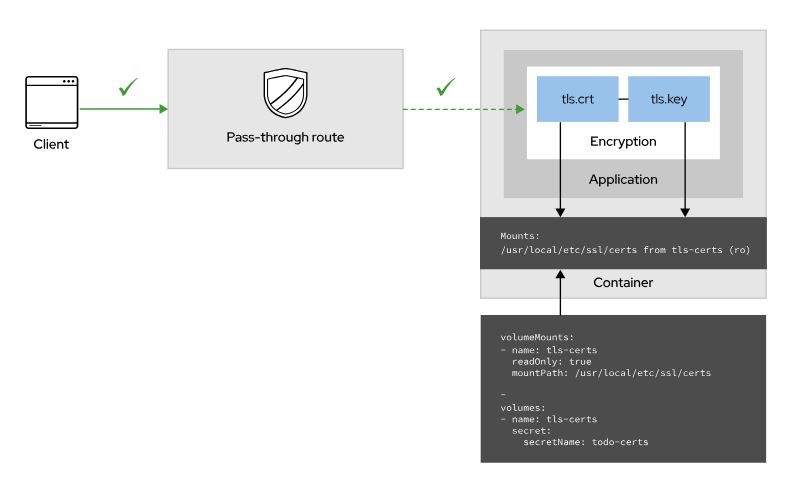 Client
Pass-through route
tls.crt
tls.key
Encryption
Application
Mounts:
/usr/local/etc/ssl/certs from tls-certs (ro)
Container
volumeMounts:
- name: tls-certs
  readOnly: true
  mountPath: /usr/local/etc/ssl/certs
~
volumes:
- name: tls-certs
  secret:
    secretName: todo-certs